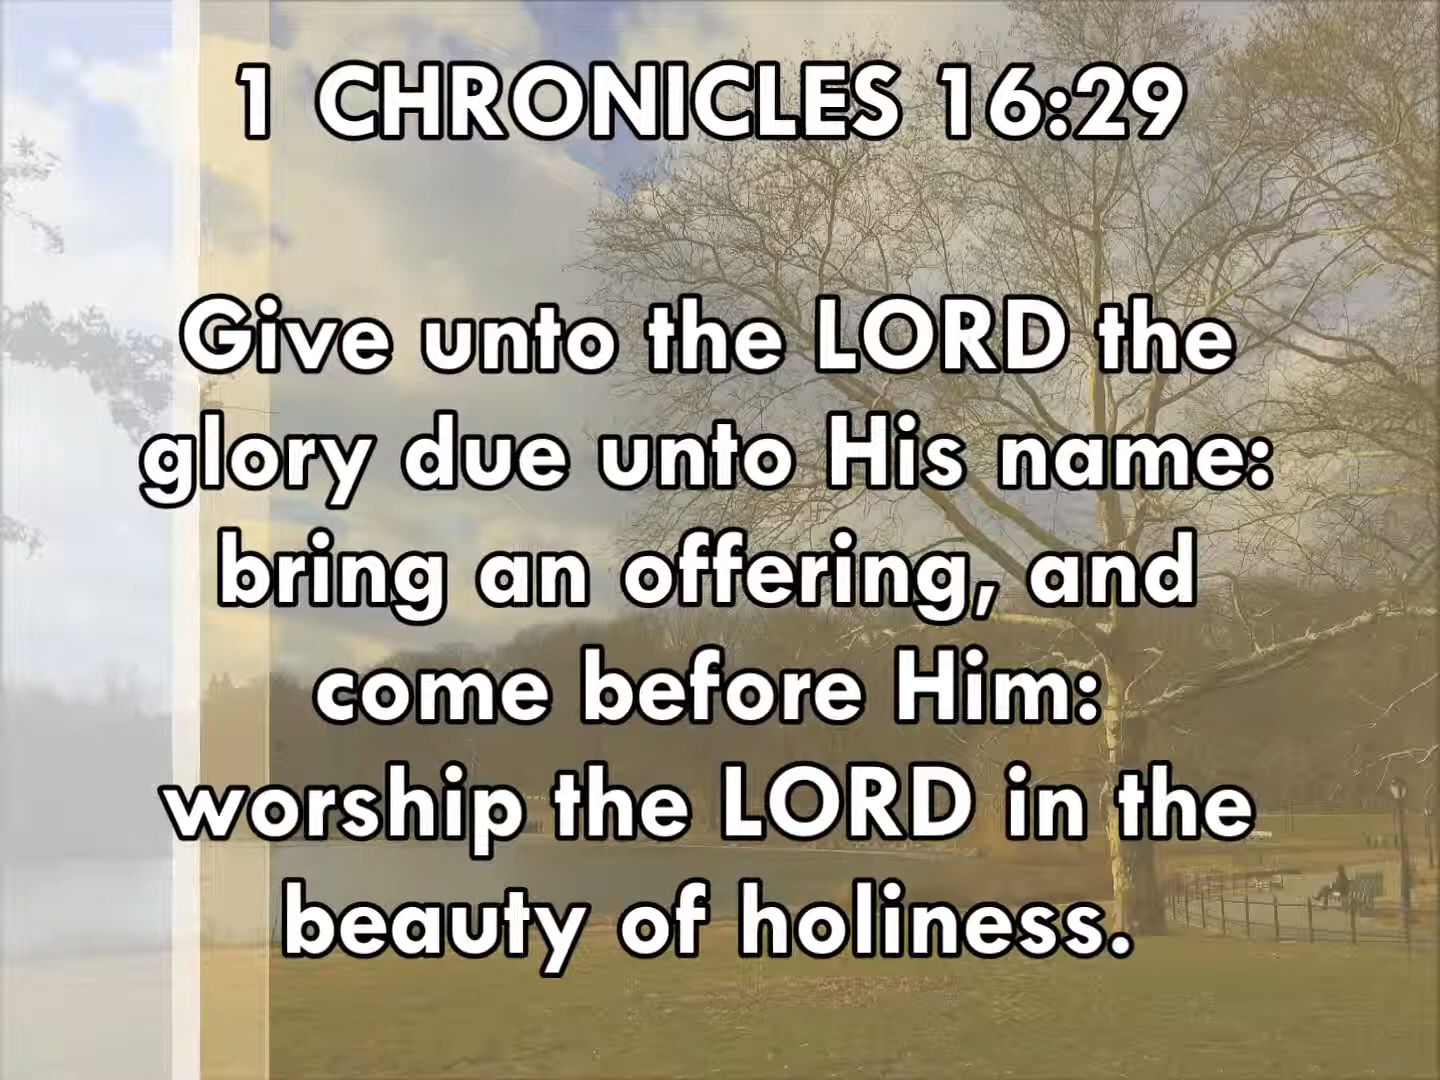 1 CHRONICLES 16:29
Give unto the LORD the
glory due unto His name:
bring an offering, and
come before Him:
worship the LORD in the
beauty of holiness.